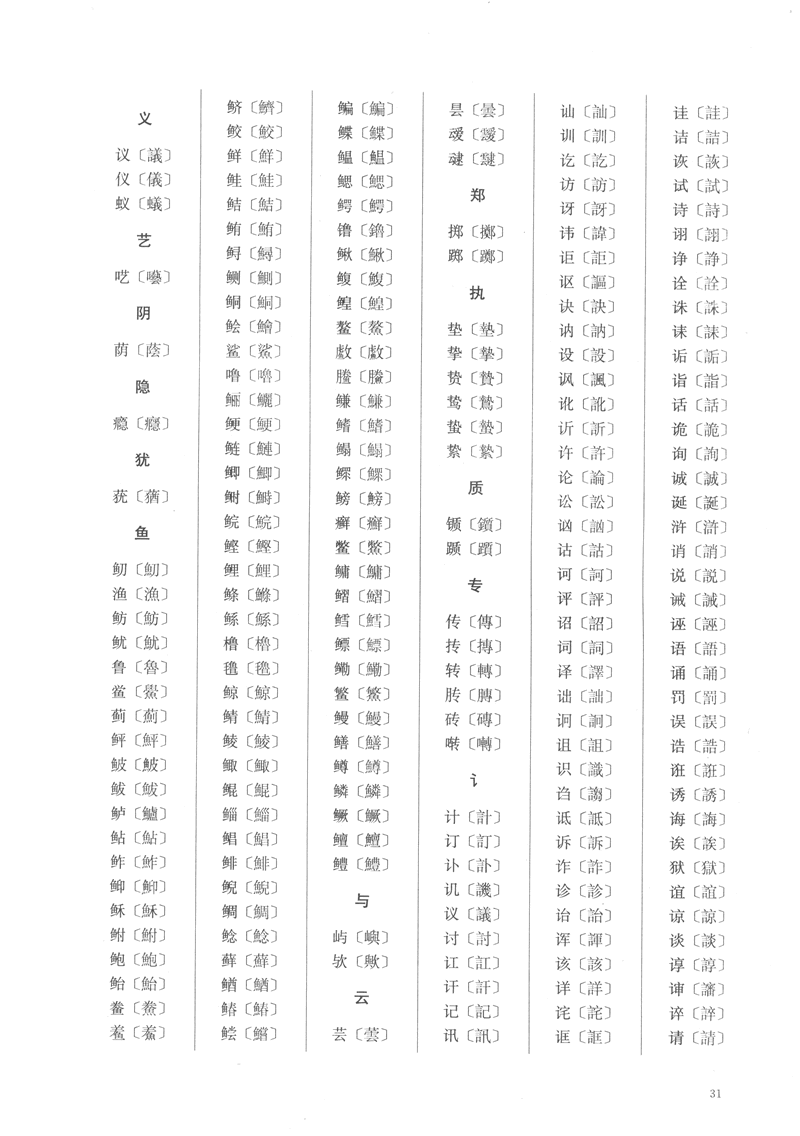 义
议〔議〕
仪〔儀〕
蚁〔蟻〕
艺
呓〔囈〕
阴
荫〔蔭〕
隐
瘾〔癮〕
犹
莸〔蕕〕
鱼
鱽〔魛〕
渔〔漁〕
鲂〔魴〕
鱿〔魷〕
鲁〔魯〕
鲎〔鱟〕
蓟〔薊〕
鲆〔鮃〕
鲏〔鮍〕
鲅〔鮁〕
鲈〔鱸〕
鲇〔鮎〕
鲊〔鮓〕
䲟〔鮣〕
稣〔穌〕
鲋〔鮒〕
鲍〔鮑〕
鲐〔鮐〕
鲞〔鯗〕
鲝〔鮺〕
鲚〔鱭〕
鲛〔鮫〕
鲜〔鮮〕
鲑〔鮭〕
鲒〔鮚〕
鲔〔鮪〕
鲟〔鱘〕
鲗〔鰂〕
鲖〔鮦〕
鲙〔鱠〕
鲨〔鯊〕
噜〔嚕〕
鲡〔鱺〕
鲠〔鯁〕
鲢〔鰱〕
鲫〔鯽〕
鲥〔鰣〕
鲩〔鯇〕
鲣〔鰹〕
鲤〔鯉〕
鲦〔鰷〕
鲧〔鯀〕
橹〔櫓〕
氇〔氌〕
鲸〔鯨〕
鲭〔鯖〕
鲮〔鯪〕
鲰〔鯫〕
鲲〔鯤〕
鲻〔鯔〕
鲳〔鯧〕
鲱〔鯡〕
鲵〔鯢〕
鲷〔鯛〕
鲶〔鯰〕
藓〔蘚〕
䲡〔鰌〕
䲠〔鰆〕
鲿〔鱨〕
鳊〔鯿〕
鲽〔鰈〕
鳁〔鰮〕
鳃〔鰓〕
鳄〔鰐〕
镥〔鑥〕
鳅〔鰍〕
鳆〔鰒〕
鳇〔鰉〕
鳌〔鰲〕
䲢〔鰧〕
鳒〔鰜〕
鳍〔鰭〕
鳎〔鰨〕
鳏〔鰥〕
鳑〔鰟〕
癣〔癬〕
鳖〔鱉〕
鳙〔鱅〕
鳛〔鰼〕
鳕〔鱈〕
鳔〔鰾〕
鳓〔鰳〕
鳘〔鰵〕
鳗〔鰻〕
鳝〔鱔〕
鳟〔鱒〕
鳞〔鱗〕
鳜〔鱖〕
鳣〔鱣〕
鳢〔鱧〕
与
屿〔嶼〕
欤〔歟〕
云
芸〔蕓〕
昙〔曇〕
叆〔靉〕
叇〔靆〕
郑
掷〔擲〕
踯〔躑〕
执
垫〔墊〕
挚〔摯〕
贽〔贄〕
鸷〔鷙〕
蛰〔蟄〕
絷〔縶〕
质
锧〔鑕〕
踬〔躓〕
专
传〔傳〕
抟〔摶〕
转〔轉〕
䏝〔膞〕
砖〔磚〕
啭〔囀〕
讠
计〔計〕
订〔訂〕
讣〔訃〕
讥〔譏〕
议〔議〕
讨〔討〕
讧〔訌〕
讦〔訐〕
记〔記〕
讯〔訊〕
讪〔訕〕
训〔訓〕
讫〔訖〕
访〔訪〕
讶〔訝〕
讳〔諱〕
讵〔詎〕
讴〔謳〕
诀〔訣〕
讷〔訥〕
设〔設〕
讽〔諷〕
讹〔訛〕
䜣〔訢〕
许〔許〕
论〔論〕
讼〔訟〕
讻〔訩〕
诂〔詁〕
诃〔訶〕
评〔評〕
诏〔詔〕
词〔詞〕
译〔譯〕
诎〔詘〕
诇〔詗〕
诅〔詛〕
识〔識〕
诌〔謅〕
诋〔詆〕
诉〔訴〕
诈〔詐〕
诊〔診〕
诒〔詒〕
诨〔諢〕
该〔該〕
详〔詳〕
诧〔詫〕
诓〔誆〕
诖〔詿〕
诘〔詰〕
诙〔詼〕
试〔試〕
诗〔詩〕
诩〔詡〕
诤〔諍〕
诠〔詮〕
诛〔誅〕
诔〔誄〕
诟〔詬〕
诣〔詣〕
话〔話〕
诡〔詭〕
询〔詢〕
诚〔誠〕
诞〔誕〕
浒〔滸〕
诮〔誚〕
说〔説〕
诫〔誡〕
诬〔誣〕
语〔語〕
诵〔誦〕
罚〔罰〕
误〔誤〕
诰〔誥〕
诳〔誑〕
诱〔誘〕
诲〔誨〕
诶〔誒〕
狱〔獄〕
谊〔誼〕
谅〔諒〕
谈〔談〕
谆〔諄〕
谉〔讅〕
谇〔誶〕
请〔請〕
31